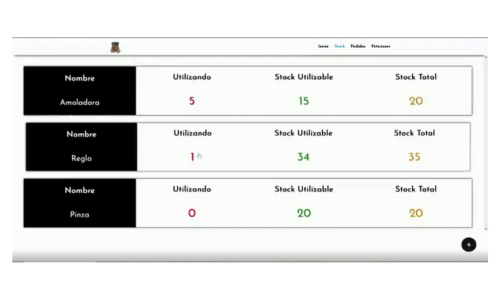 Inicio Stock Pedidos Peticiones
Nombre Utilizando Stock Utilizable Stock Total
Amoladora 5 15 20
Nombre Utilizando Stock Utilizable Stock Total
Regla 1 34 35
Nombre Utilizando Stock Utilizable Stock Total
Pinza 0 20 20
+